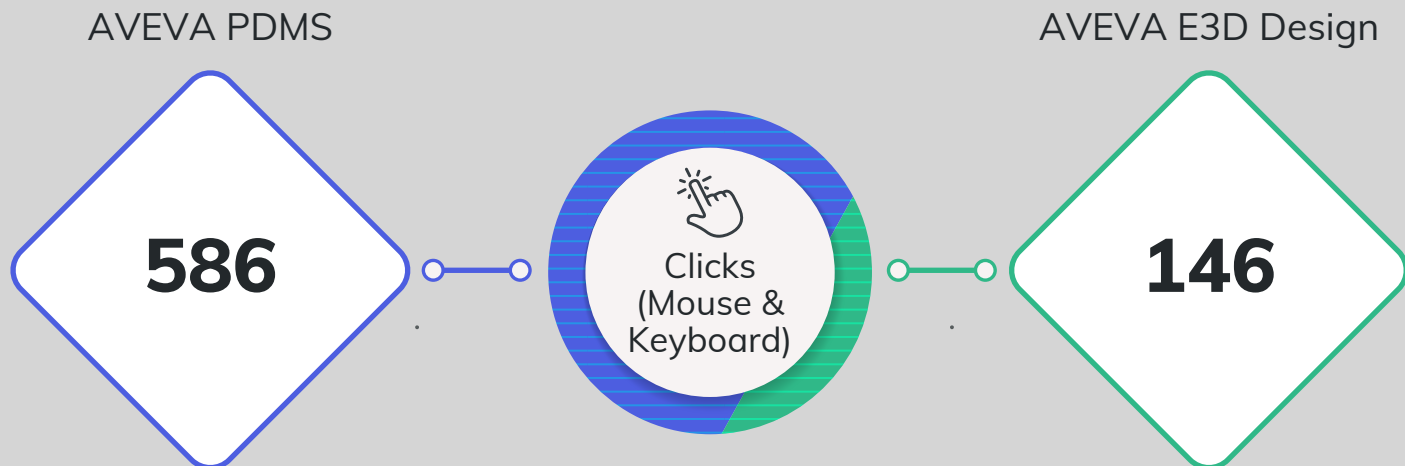 AVEVA PDMS
AVEVA E3D Design
586
Clicks
(Mouse &
Keyboard)
146